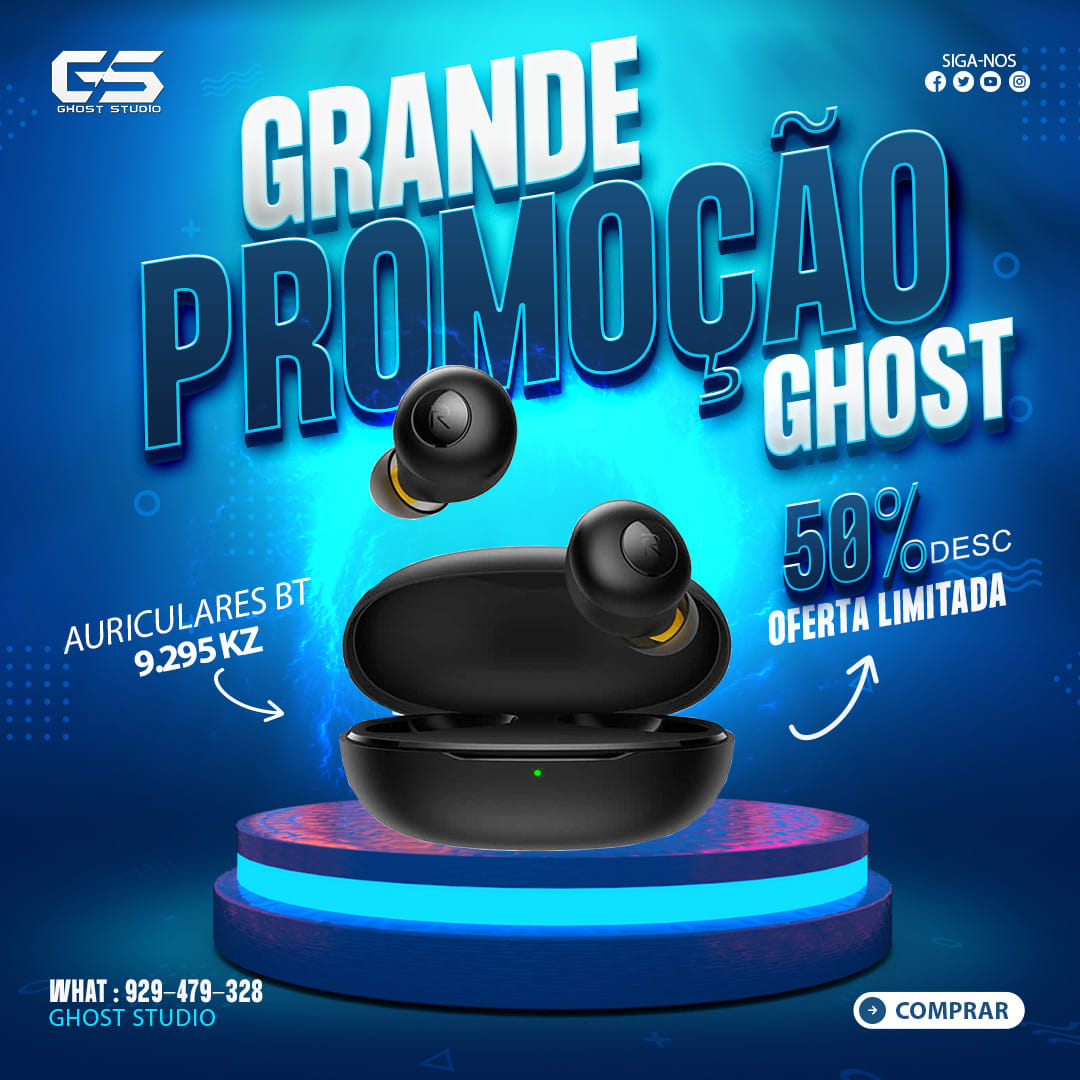 GS
GHOST STUDIO
SIGA-NOS
GRANDE
PROMOÇÃO
GHOST
50% DESC
OFERTA LIMITADA
AURICULARES BT
9.295 KZ
R
R
WHAT : 929-479-328
GHOST STUDIO
COMPRAR